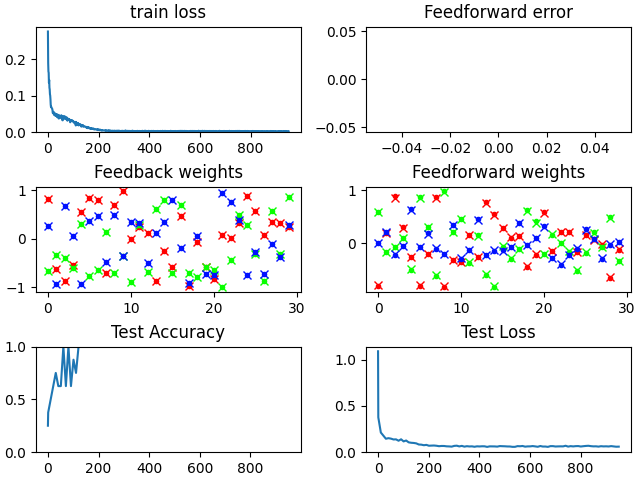 train loss
0.2
0.1
0.0
0 200 400 600 800
Feedforward error
0.05
0.00
−0.05
−0.04 −0.02 0.00 0.02 0.04
Feedback weights
1
0
−1
0 10 20 30
Feedforward weights
1
0
0 10 20 30
Test Accuracy
1.0
0.5
0.0
0 200 400 600 800
Test Loss
1.0
0.5
0.0
0 200 400 600 800